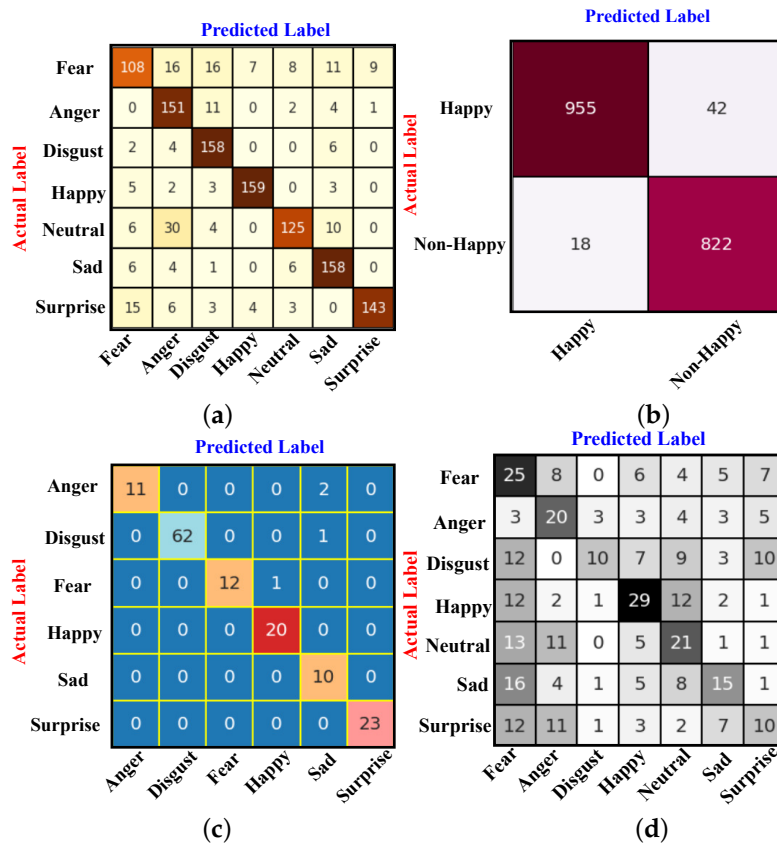 Predicted Label
Actual Label
Fear 108 16 16 7 8 11 9
Anger 0 151 11 0 2 4 1
Disgust 2 4 158 0 0 6 0
Happy 5 2 3 159 0 3 0
Neutral 6 30 4 0 125 10 0
Sad 6 4 1 0 6 158 0
Surprise 15 6 3 4 3 0 143
Fear Anger Disgust Happy Neutral Sad Surprise
(a)
Predicted Label
Actual Label
Happy 955 42
Non-Happy 18 822
Happy Non-Happy
(b)
Predicted Label
Actual Label
Anger 11 0 0 0 2 0
Disgust 0 62 0 0 1 0
Fear 0 0 12 1 0 0
Happy 0 0 0 20 0 0
Sad 0 0 0 0 10 0
Surprise 0 0 0 0 0 23
Anger Disgust Fear Happy Sad Surprise
(c)
Predicted Label
Actual Label
Fear 25 8 0 6 4 5 7
Anger 3 20 3 3 4 3 5
Disgust 12 0 10 7 9 3 10
Happy 12 2 1 29 12 2 1
Neutral 13 11 0 5 21 1 1
Sad 16 4 1 5 8 15 1
Surprise 12 11 1 3 2 7 10
Fear Anger Disgust Happy Neutral Sad Surprise
(d)